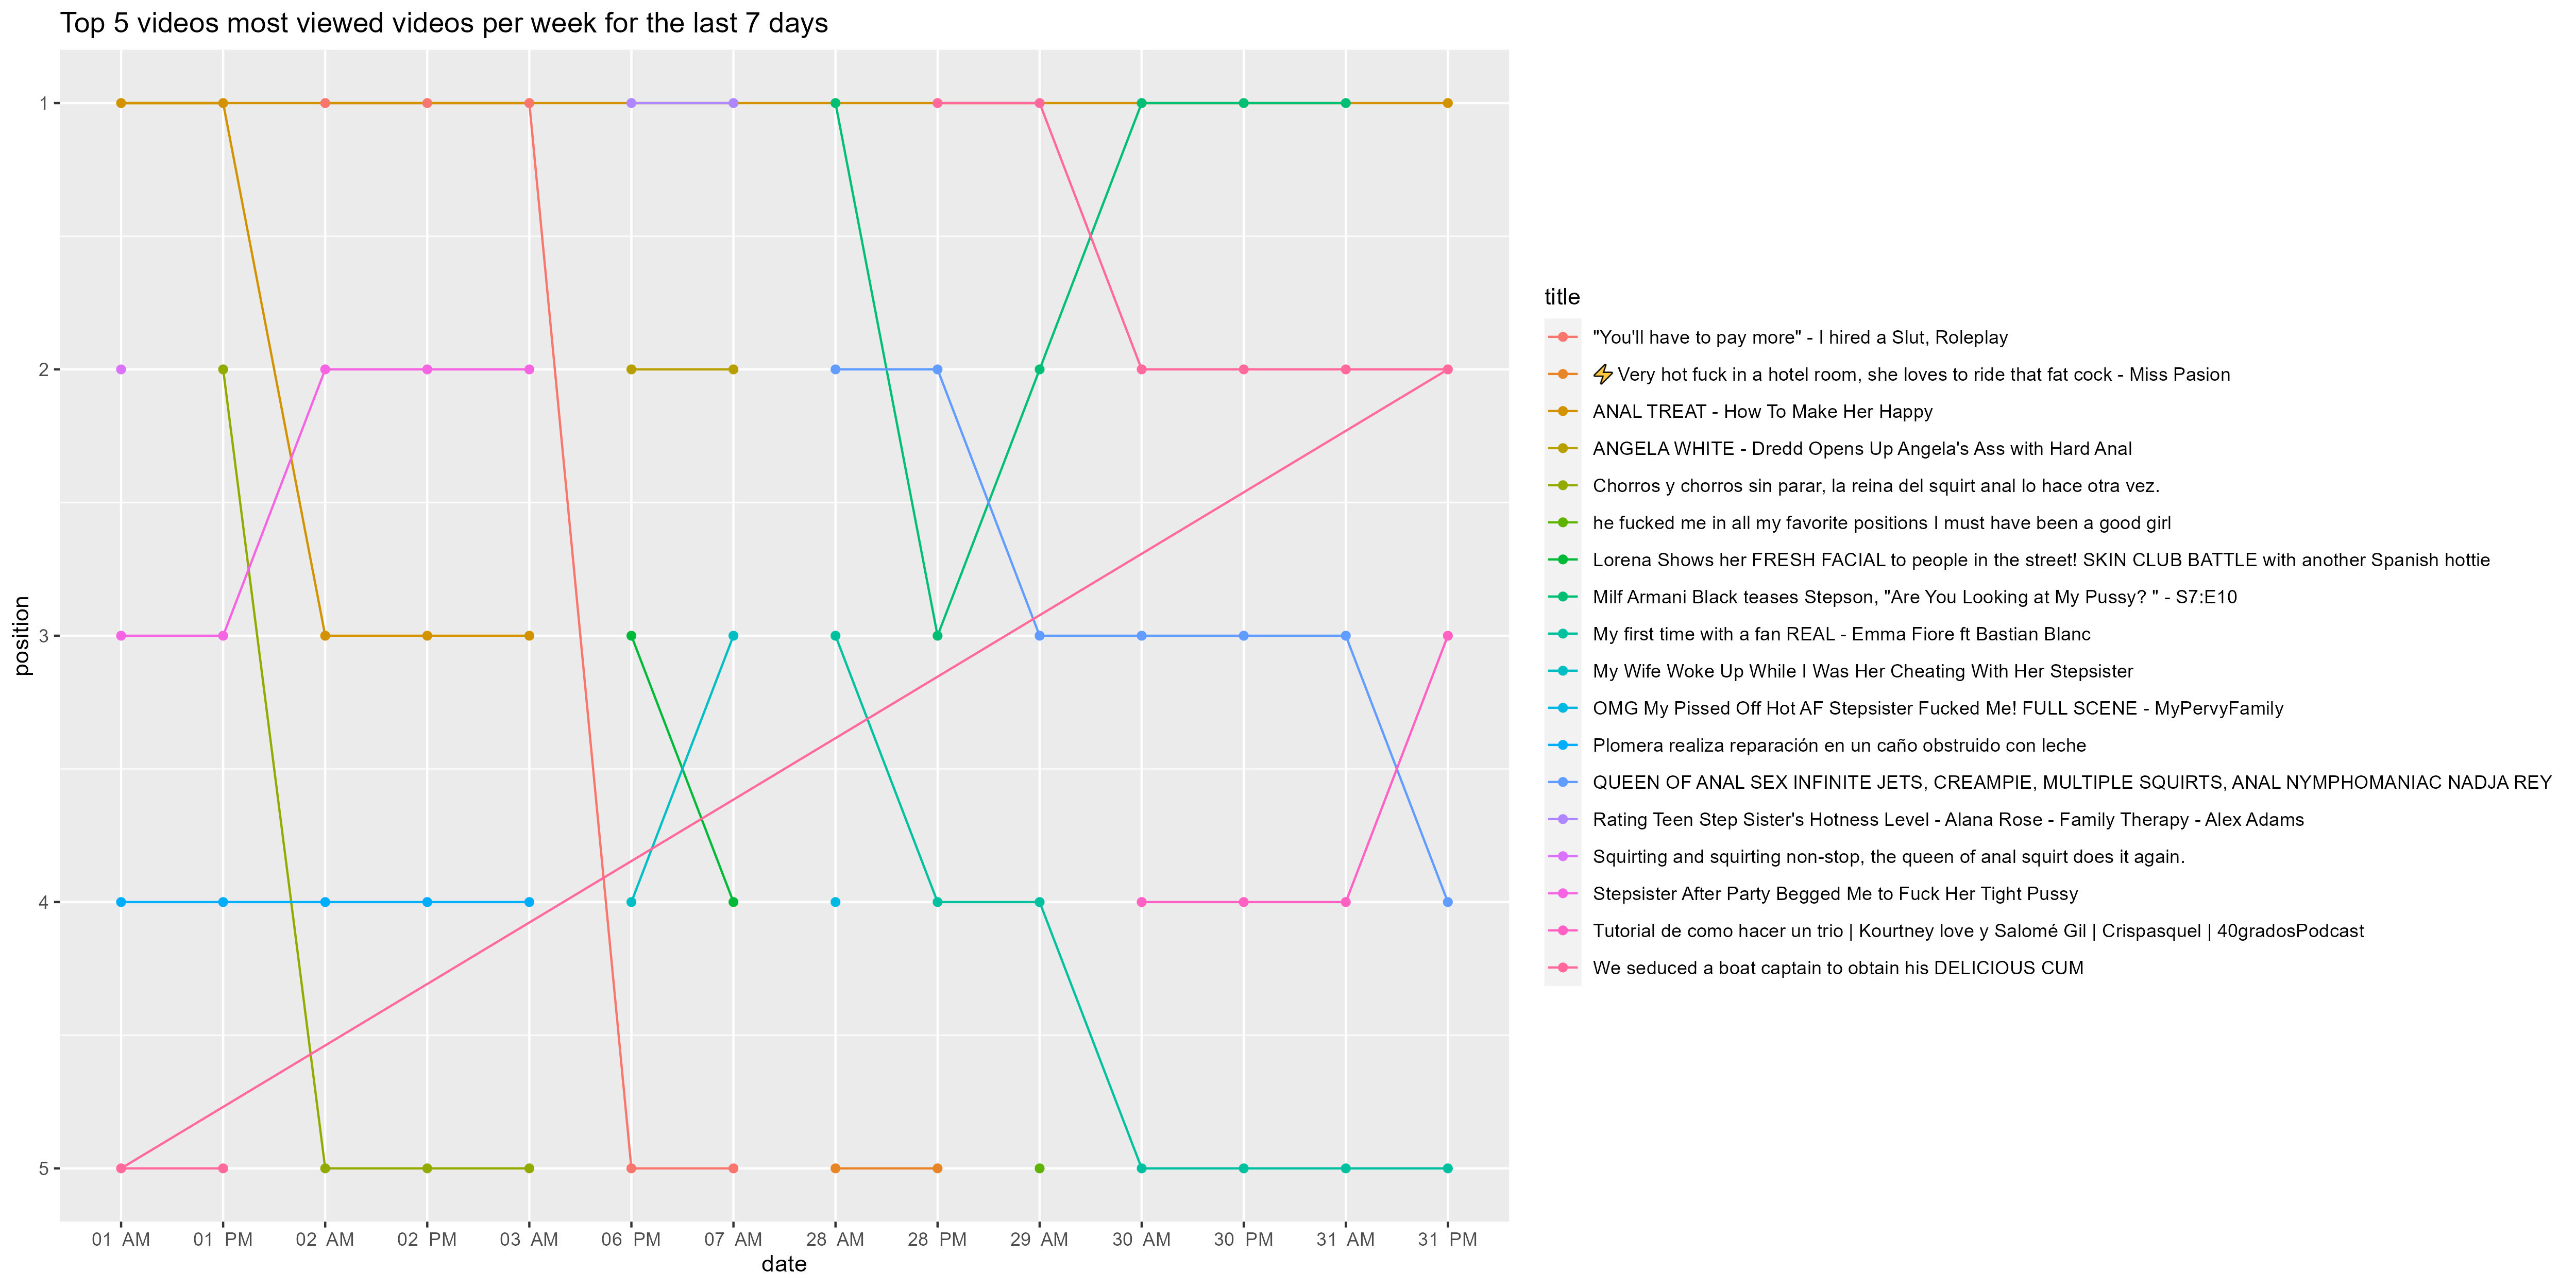 Top 5 videos most viewed videos per week for the last 7 days
position
1
2
3
4
5
01 AM
01 PM
02 AM
02 PM
03 AM
06 PM
07 AM
28 AM
28 PM
29 AM
30 AM
30 PM
31 AM
31 PM
date
title
"You'll have to pay more" - I hired a Slut, Roleplay
⚡ Very hot fuck in a hotel room, she loves to ride that fat cock - Miss Pasion
ANAL TREAT - How To Make Her Happy
ANGELA WHITE - Dredd Opens Up Angela's Ass with Hard Anal
Chorros y chorros sin parar, la reina del squirt anal lo hace otra vez.
he fucked me in all my favorite positions I must have been a good girl
Lorena Shows her FRESH FACIAL to people in the street! SKIN CLUB BATTLE with another Spanish hottie
Milf Armani Black teases Stepson, "Are You Looking at My Pussy? " - S7:E10
My first time with a fan REAL - Emma Fiore ft Bastian Blanc
My Wife Woke Up While I Was Her Cheating With Her Stepsister
OMG My Pissed Off Hot AF Stepsister Fucked Me! FULL SCENE - MyPervyFamily
Plomera realiza reparación en un caño obstruido con leche
QUEEN OF ANAL SEX INFINITE JETS, CREAMPIE, MULTIPLE SQUIRTS, ANAL NYMPHOMANIAC NADJA REY
Rating Teen Step Sister's Hotness Level - Alana Rose - Family Therapy - Alex Adams
Squirting and squirting non-stop, the queen of anal squirt does it again.
Stepsister After Party Begged Me to Fuck Her Tight Pussy
Tutorial de como hacer un trio | Kourtney love y Salomé Gil | Crispasquel | 40gradosPodcast
We seduced a boat captain to obtain his DELICIOUS CUM